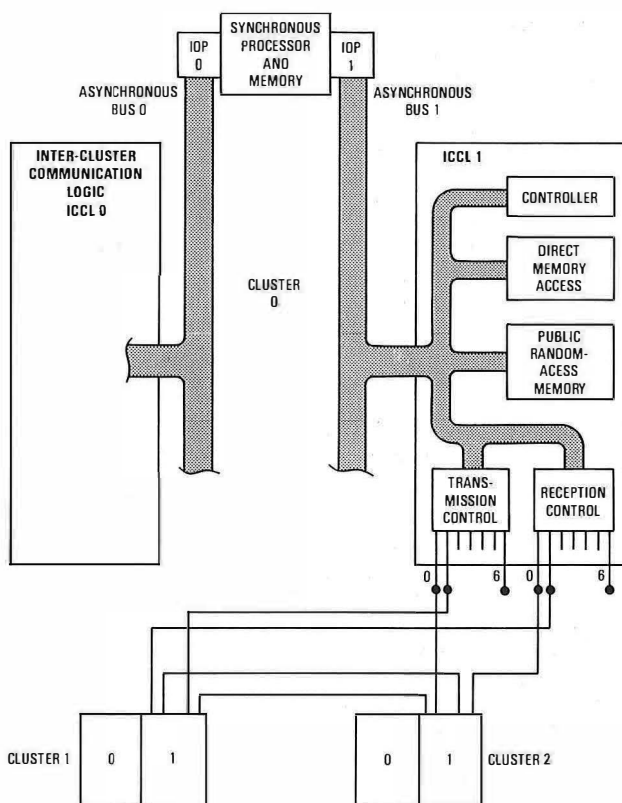 SYNCHRONOUS
PROCESSOR
AND
MEMORY
IOP
0
IOP
1
ASYNCHRONOUS
BUS 0
ASYNCHRONOUS
BUS 1
INTER-CLUSTER
COMMUNICATION
LOGIC
ICCL 0
ICCL 1
CONTROLLER
DIRECT
MEMORY
ACCESS
CLUSTER
0
PUBLIC
RANDOM-
ACESS
MEMORY
TRANS-
MISSION
CONTROL
RECEPTION
CONTROL
0 6 0 6
CLUSTER 1 0 1
0 1 CLUSTER 2